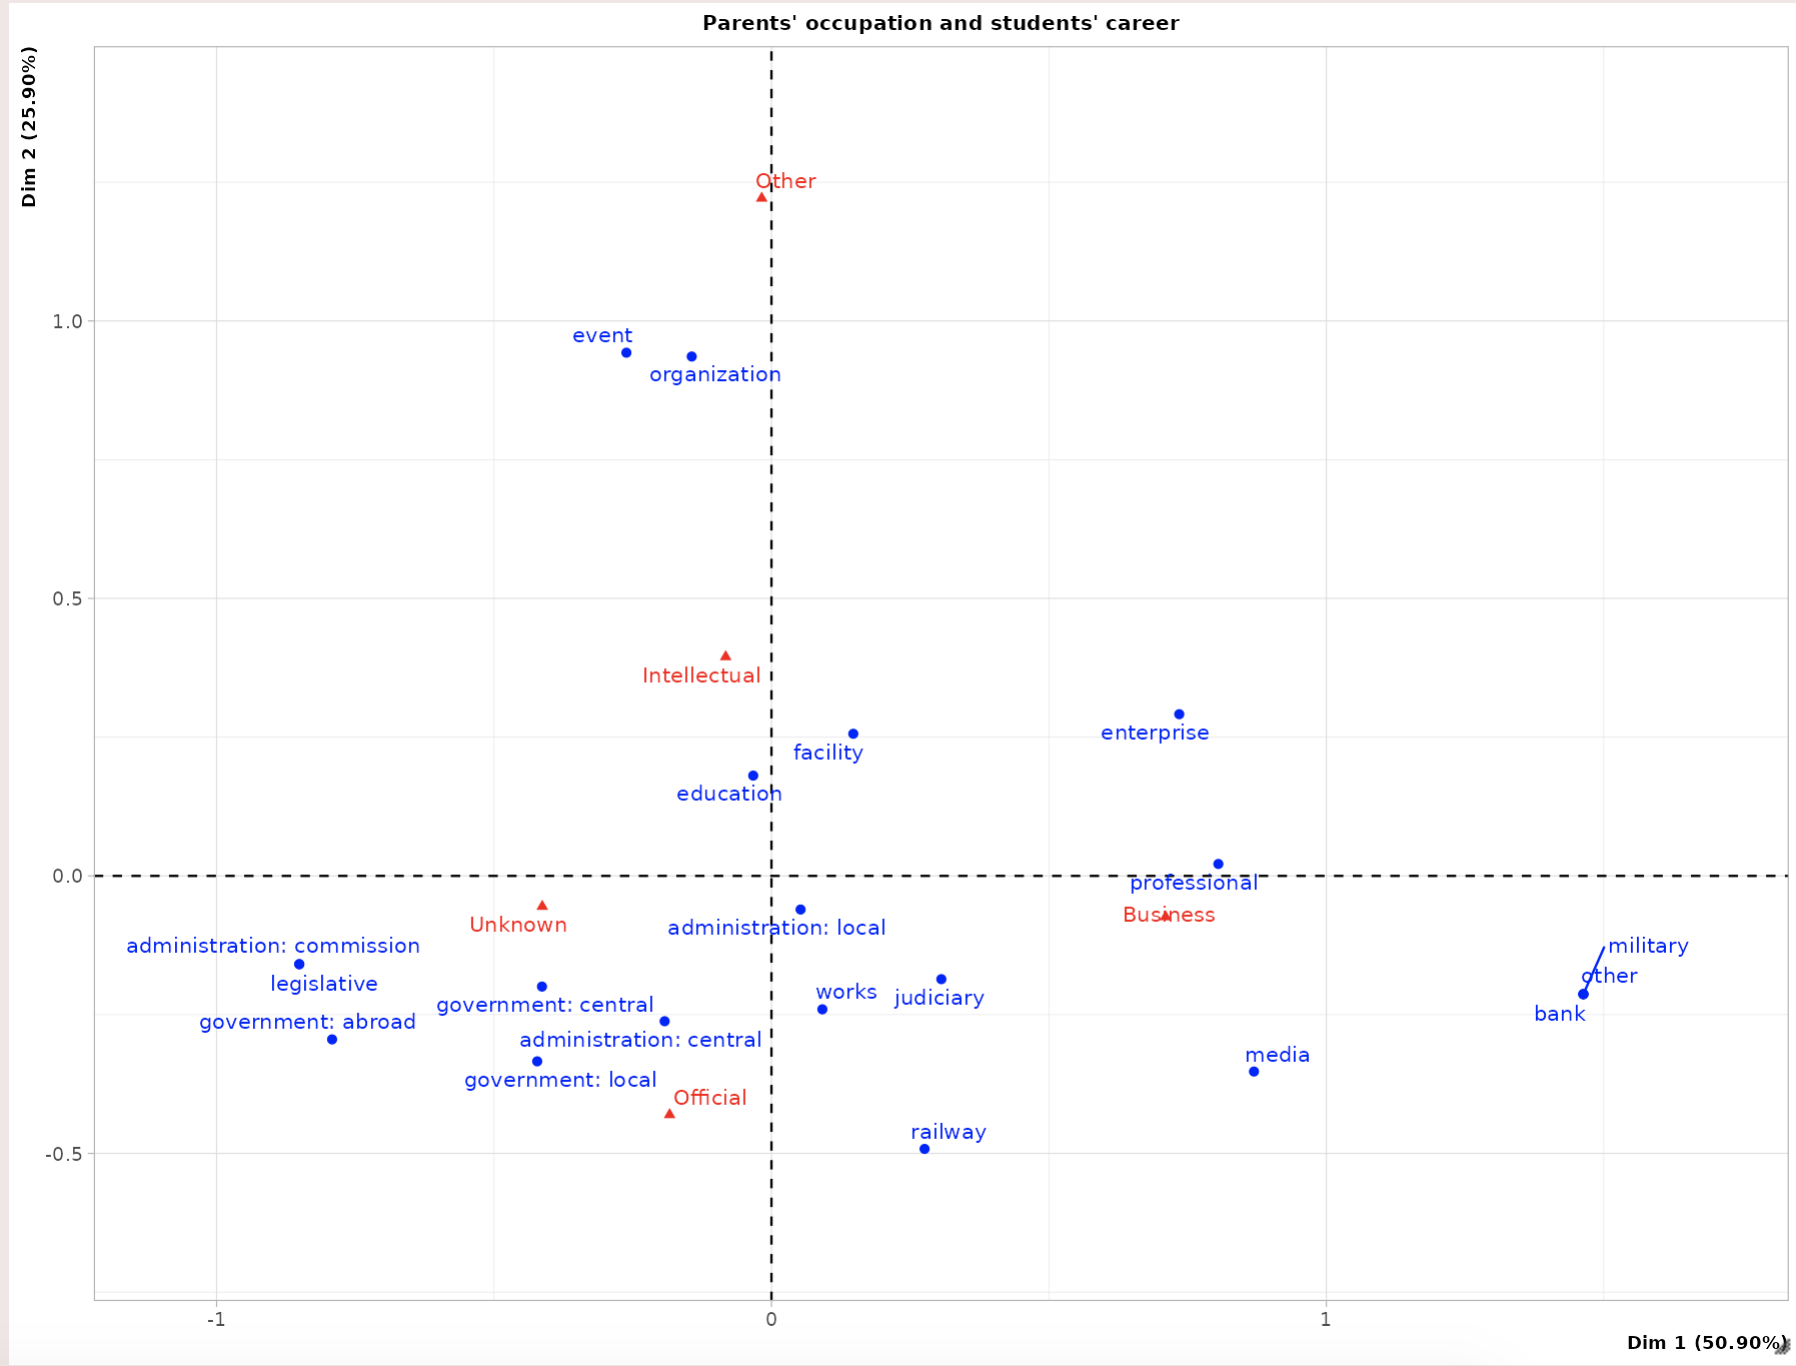 Parents' occupation and students' career
Dim 2 (25.90%)
Other
1.0
event
organization
0.5
Intellectual
enterprise
facility
education
0.0
professional
Business
Unknown
administration: local
administration: commission
military
other
legislative
works
judiciary
government: central
bank
government: abroad
administration: central
media
government: local
Official
railway
-0.5
-1
0
1
Dim 1 (50.90%)